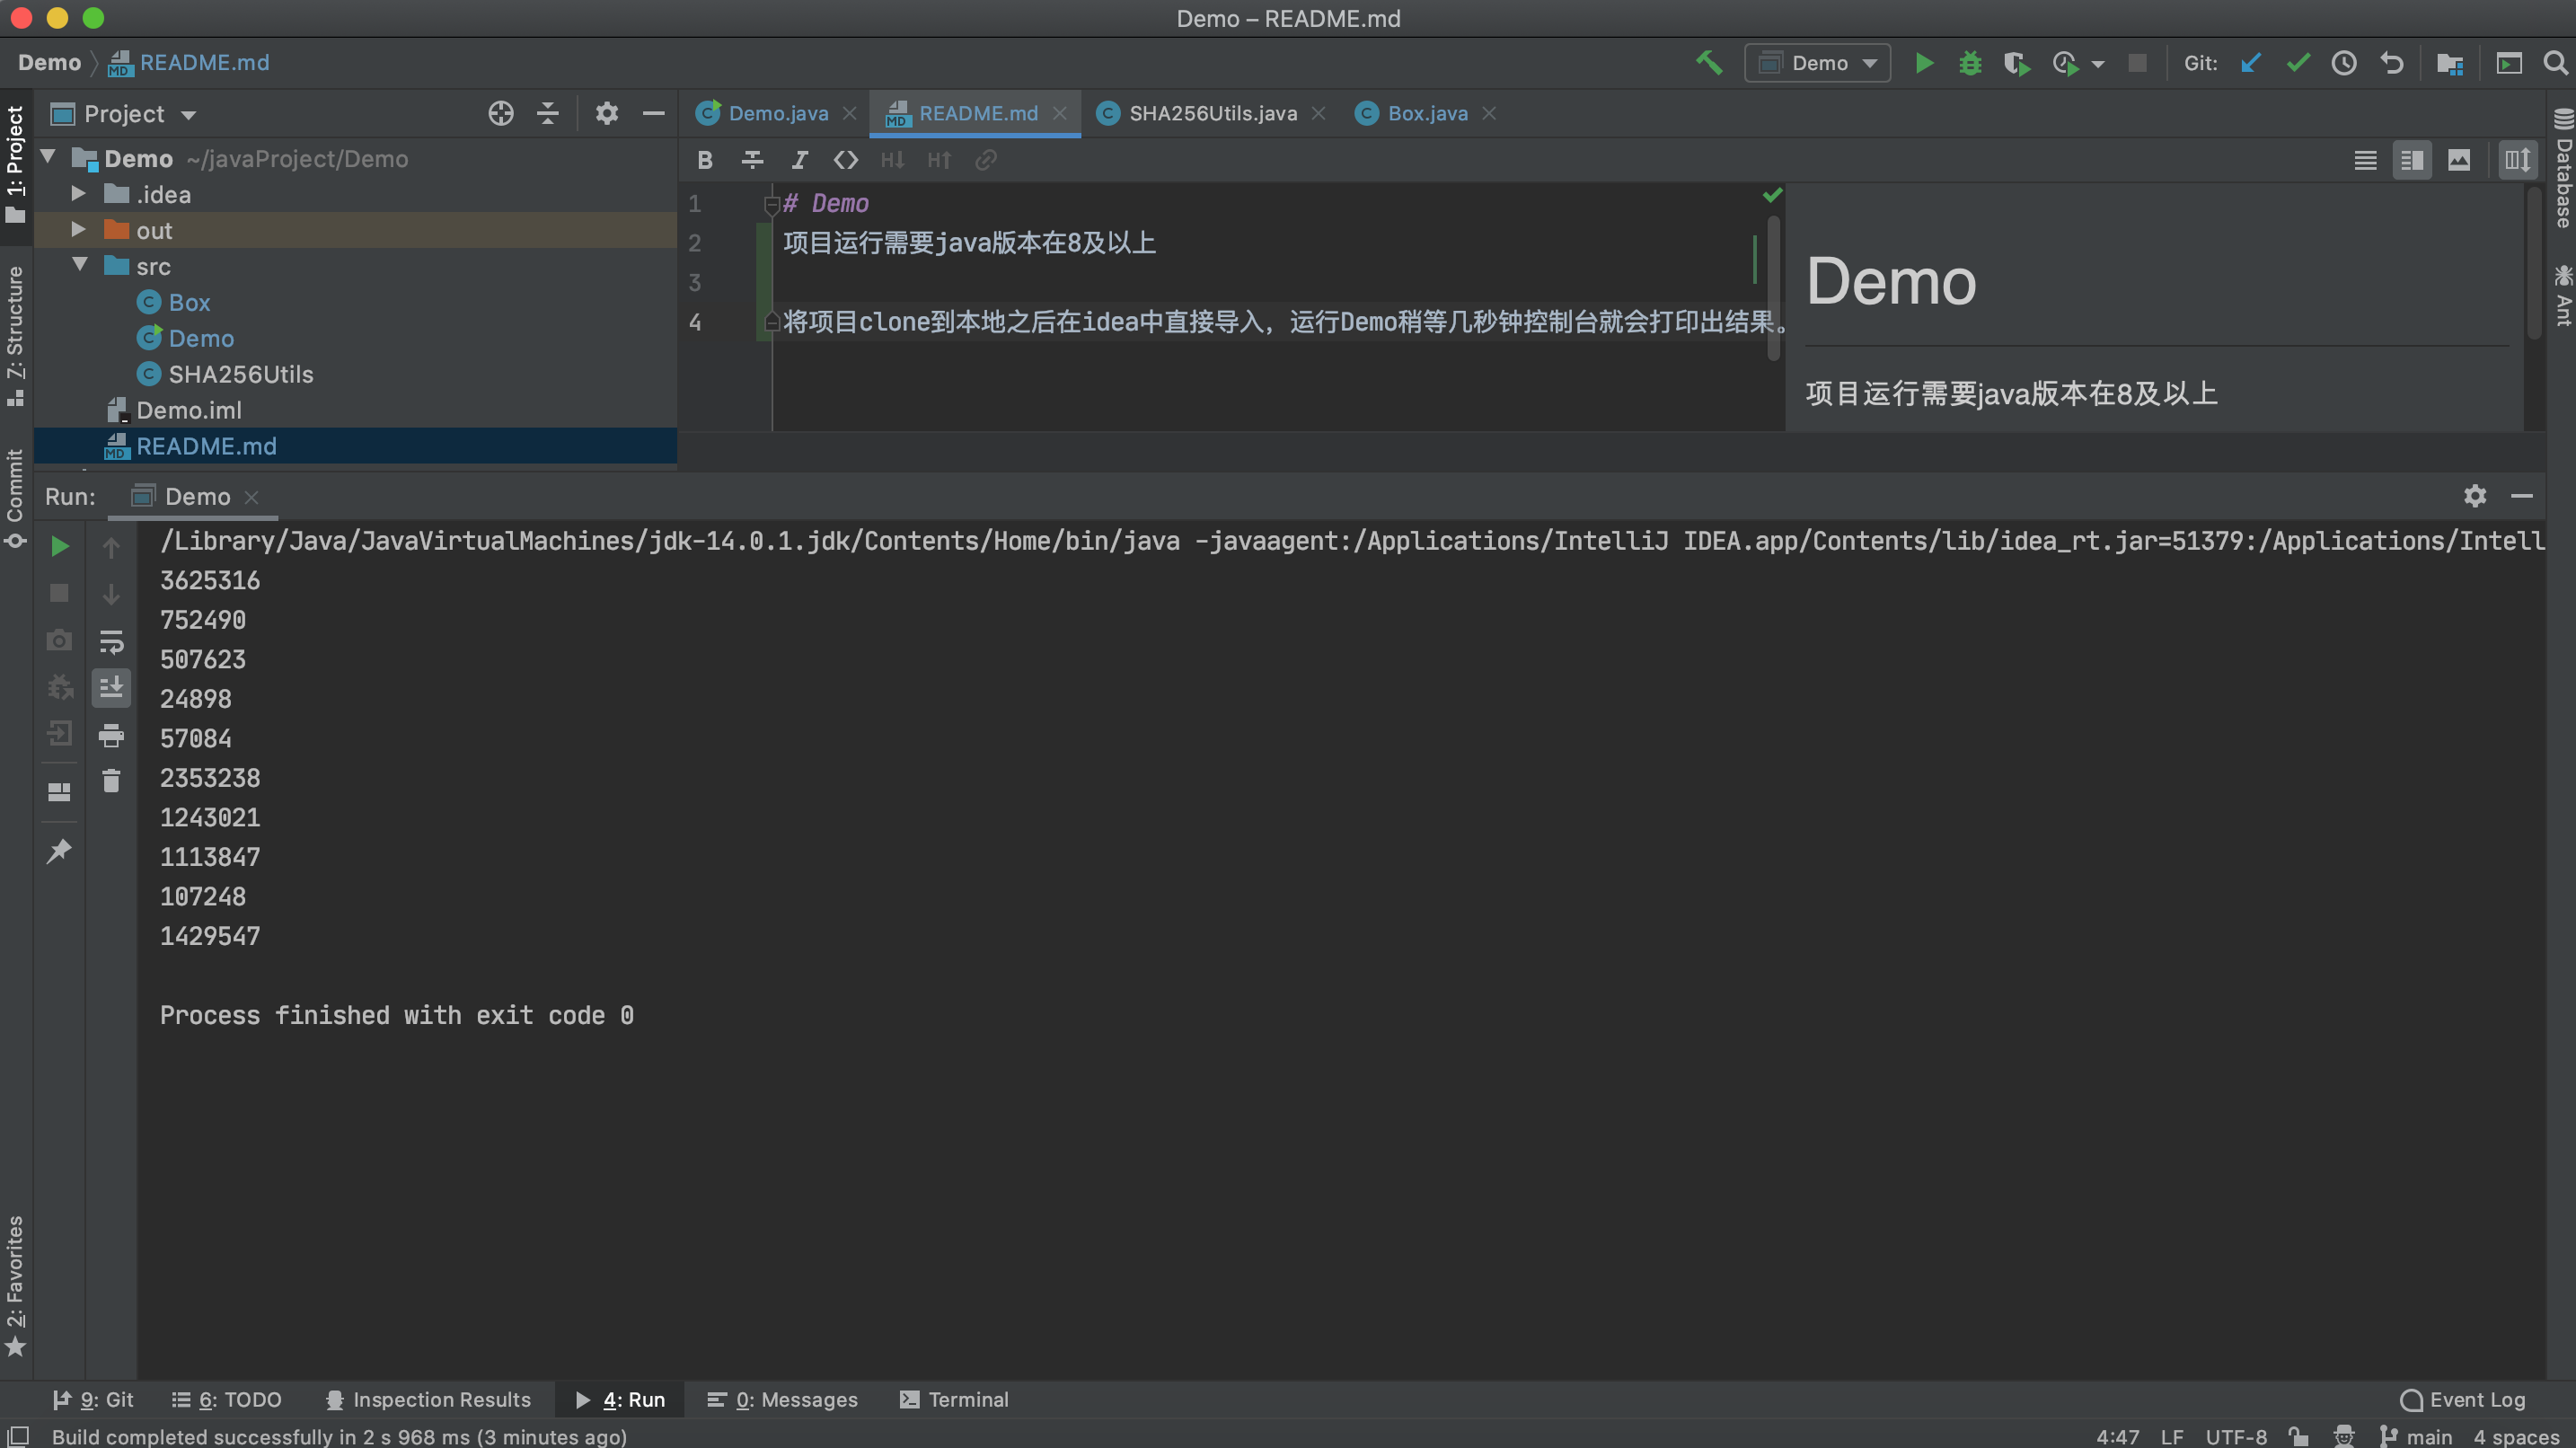 Demo – README.md
Demo README.md
Demo Git:
1: Project
Project
Demo.java README.md SHA256Utils.java Box.java
Demo ~/javaProject/Demo
.idea
out
src
Box
Demo
SHA256Utils
Demo.iml
README.md
B I H↓ H↑
1 # Demo
2 项目运行需要java版本在8及以上
3
4 将项目clone到本地之后在idea中直接导入，运行Demo稍等几秒钟控制台就会打印出结果。
Demo
项目运行需要java版本在8及以上
Database
Ant
Z: Structure
Commit
2: Favorites
Run: Demo
/Library/Java/JavaVirtualMachines/jdk-14.0.1.jdk/Contents/Home/bin/java -javaagent:/Applications/IntelliJ IDEA.app/Contents/lib/idea_rt.jar=51379:/Applications/Intell
3625316
752490
507623
24898
57084
2353238
1243021
1113847
107248
1429547
Process finished with exit code 0
9: Git 6: TODO Inspection Results 4: Run 0: Messages Terminal Event Log
Build completed successfully in 2 s 968 ms (3 minutes ago) 4:47 LF UTF-8 main 4 spaces